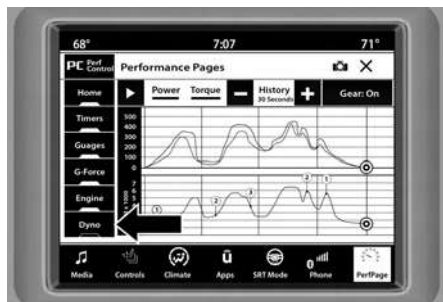 68° 7:07 71°
PC Perf Control Performance Pages
Home
Timers
Guages
G-Force
Engine
Dyno
Power Torque History 30 Seconds Gear: On
500
400
300
200
100
0
7
6
5
x 1000
1 2 3 2 1
Media Controls Climate Apps SRT Mode Phone PerfPage